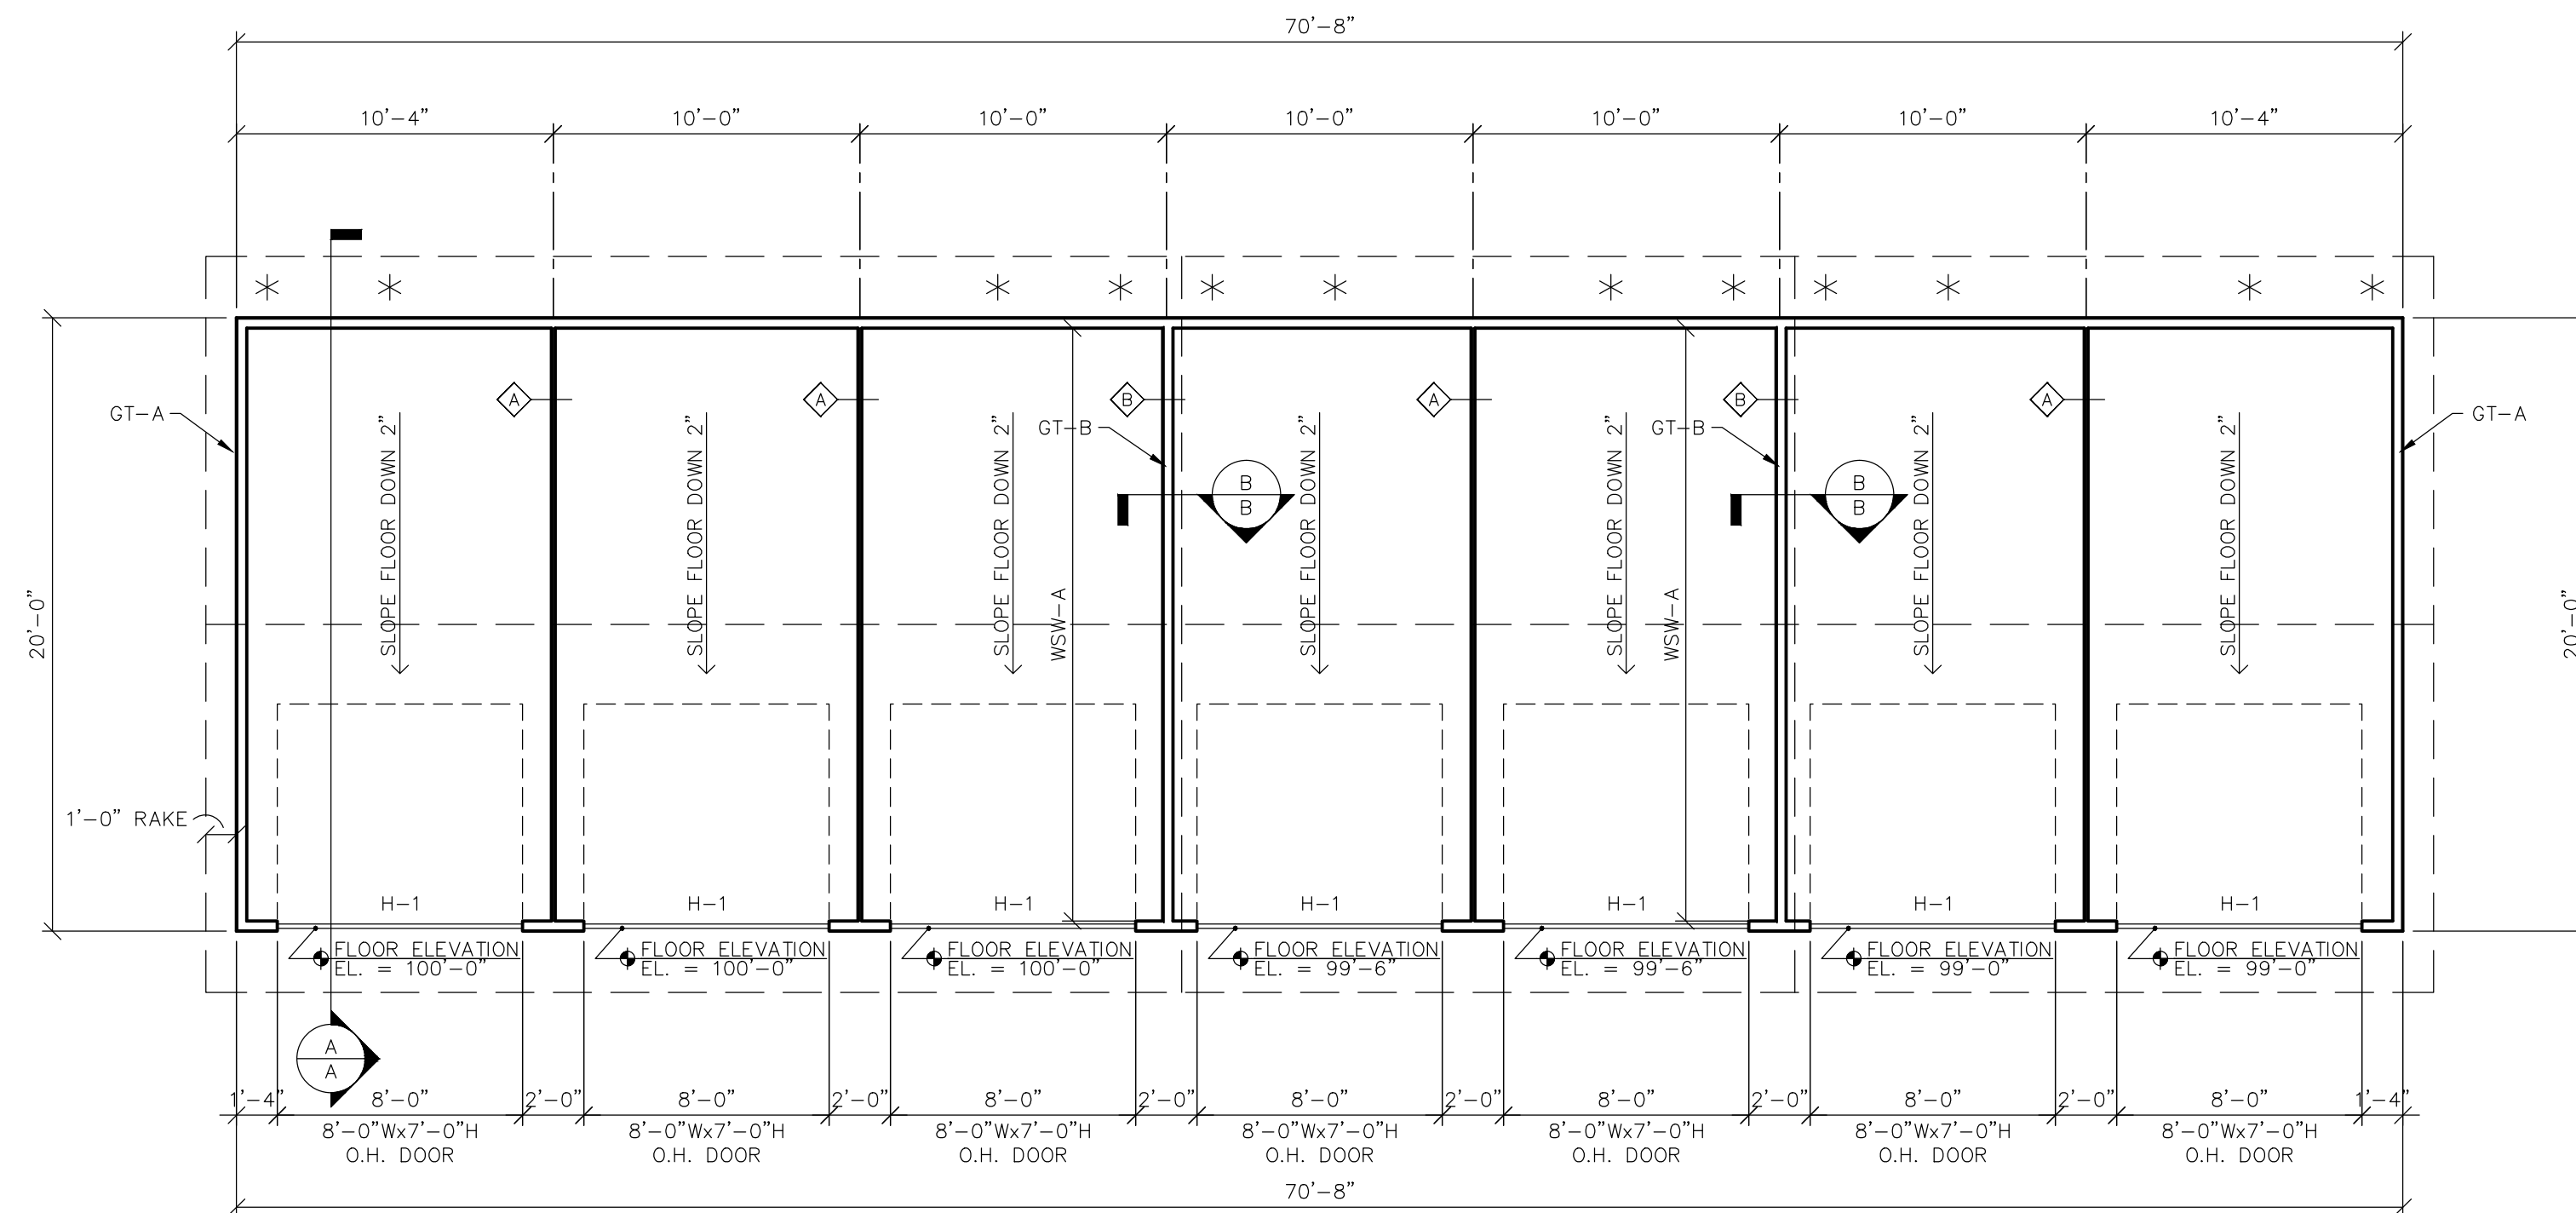 70'-8"
10'-4"
10'-0"
10'-0"
10'-0"
10'-0"
10'-0"
10'-4"
A
A
B
A
B
A
GT-A
GT-B
GT-B
GT-A
SLOPE FLOOR DOWN 2"
SLOPE FLOOR DOWN 2"
SLOPE FLOOR DOWN 2"
SLOPE FLOOR DOWN 2"
SLOPE FLOOR DOWN 2"
SLOPE FLOOR DOWN 2"
SLOPE FLOOR DOWN 2"
B
B
B
B
20'-0"
WSW-A
WSW-A
20'-0"
1'-0" RAKE
H-1
H-1
H-1
H-1
H-1
H-1
H-1
FLOOR ELEVATION
EL. = 100'-0"
FLOOR ELEVATION
EL. = 100'-0"
FLOOR ELEVATION
EL. = 100'-0"
FLOOR ELEVATION
EL. = 99'-6"
FLOOR ELEVATION
EL. = 99'-6"
FLOOR ELEVATION
EL. = 99'-0"
FLOOR ELEVATION
EL. = 99'-0"
A
A
1'-4"
8'-0"
2'-0"
8'-0"
2'-0"
8'-0"
2'-0"
8'-0"
2'-0"
8'-0"
2'-0"
8'-0"
2'-0"
8'-0"
1'-4"
8'-0"Wx7'-0"H
O.H. DOOR
8'-0"Wx7'-0"H
O.H. DOOR
8'-0"Wx7'-0"H
O.H. DOOR
8'-0"Wx7'-0"H
O.H. DOOR
8'-0"Wx7'-0"H
O.H. DOOR
8'-0"Wx7'-0"H
O.H. DOOR
8'-0"Wx7'-0"H
O.H. DOOR
70'-8"